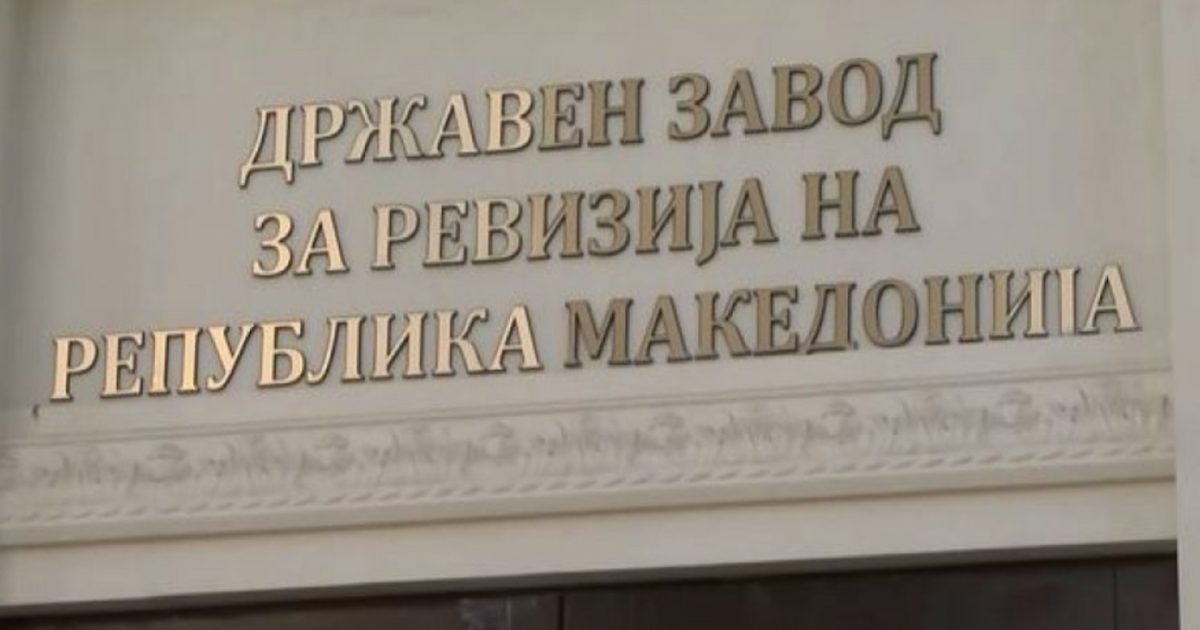 ДРЖАВЕН ЗАВОД
ЗА РЕВИЗИЈА НА
РЕПУБЛИКА МАКЕДОНИЈА